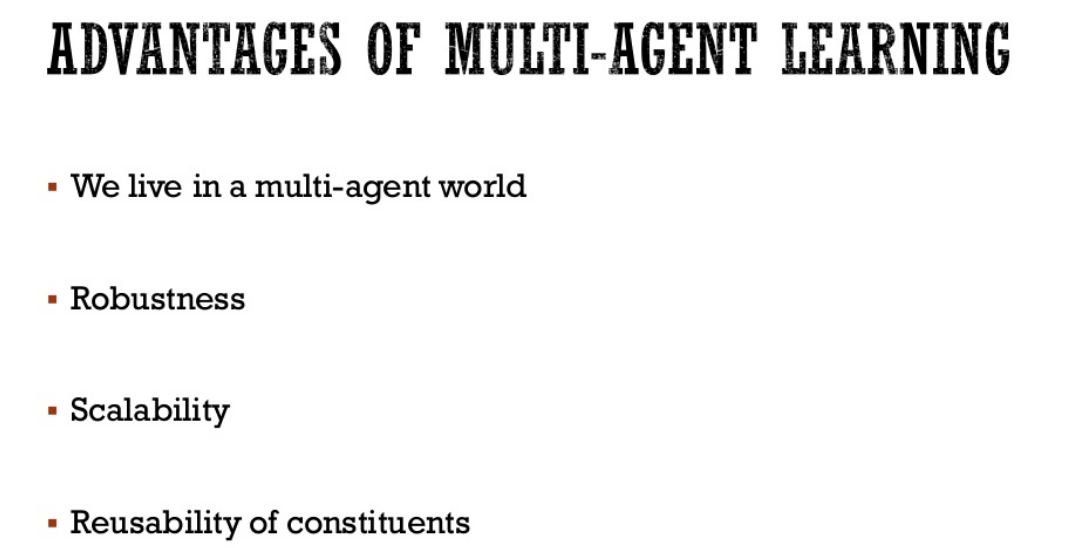 ADVANTAGES OF MULTI-AGENT LEARNING
▪ We live in a multi-agent world
▪ Robustness
▪ Scalability
▪ Reusability of constituents